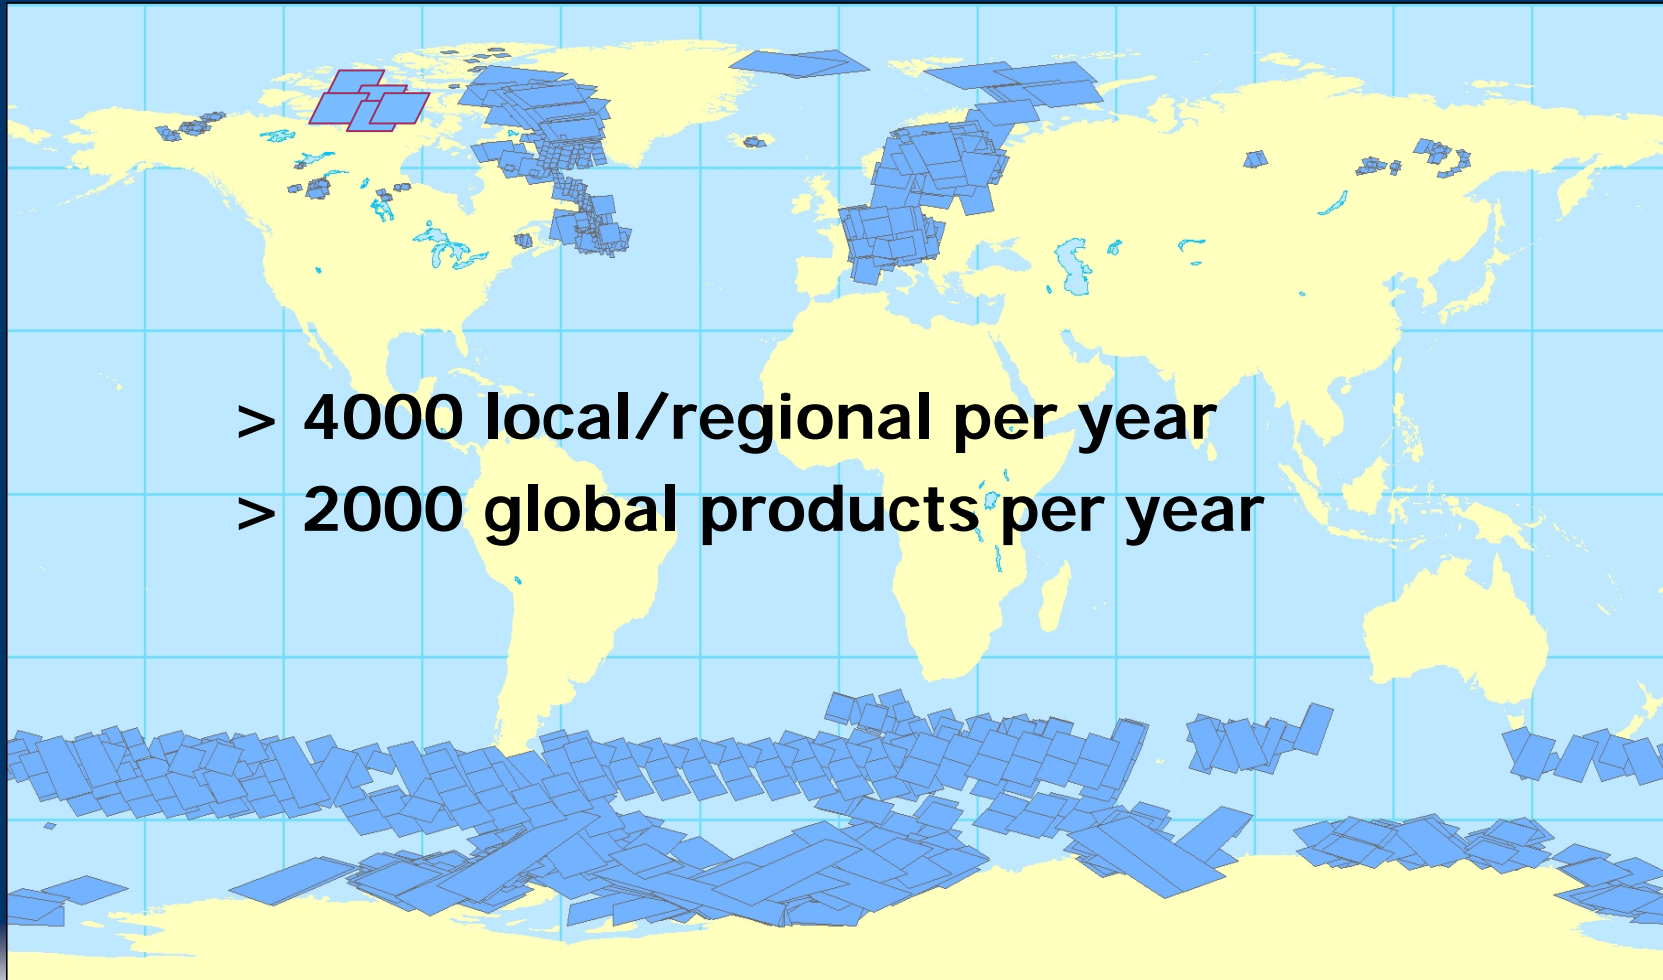 > 4000 local/regional per year
> 2000 global products per year